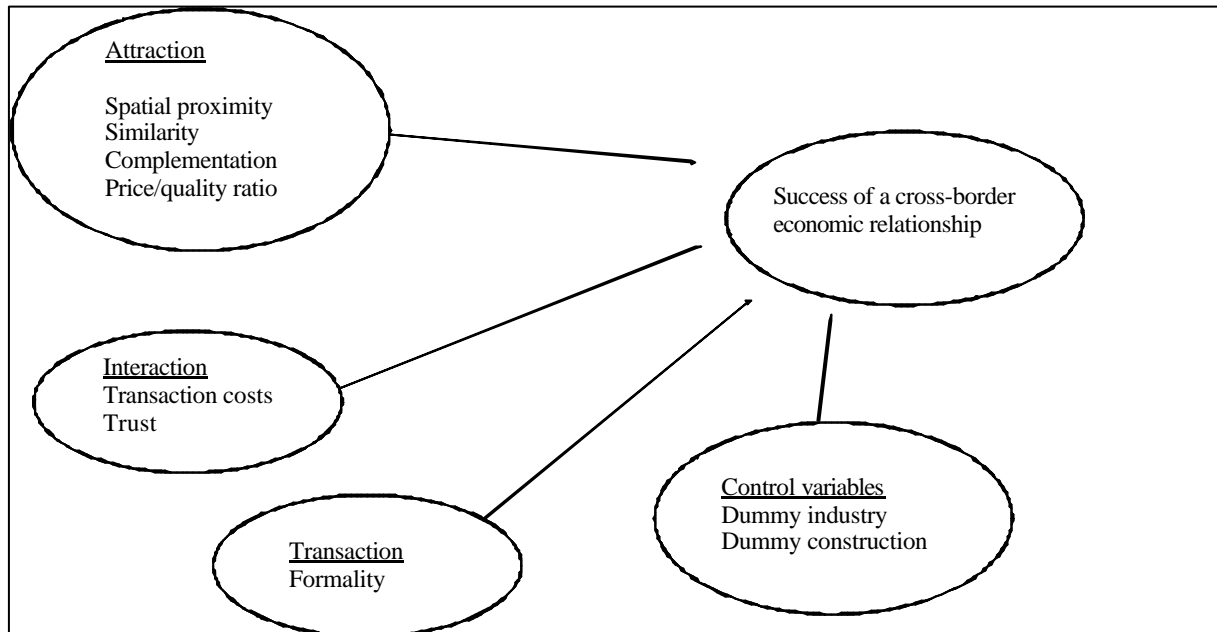 Attraction
Spatial proximity
Similarity
Complementation
Price/quality ratio
Success of a cross-border
economic relationship
Interaction
Transaction costs
Trust
Transaction
Formality
Control variables
Dummy industry
Dummy construction